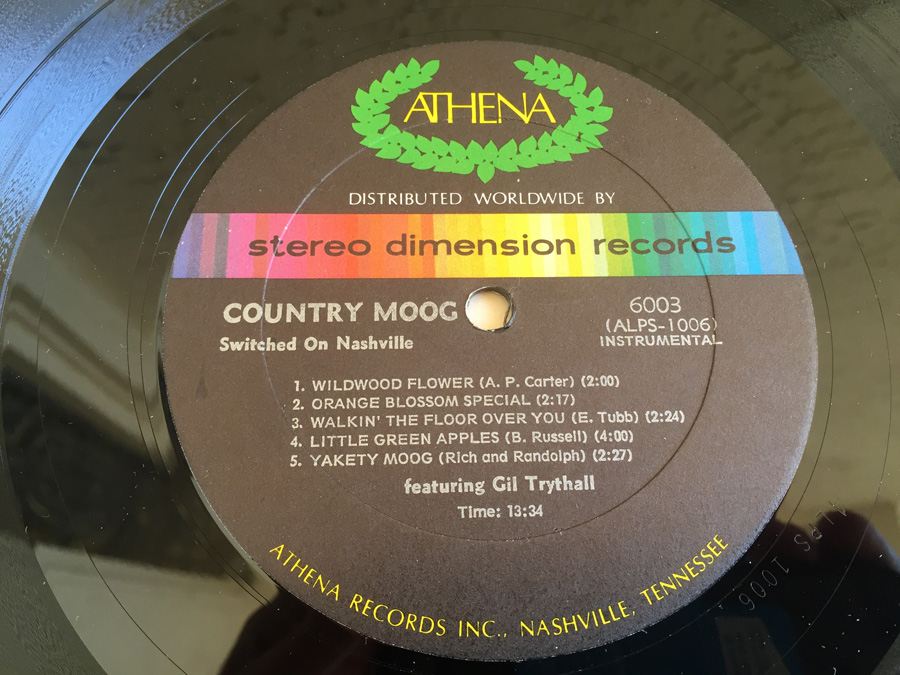 ATHENA
DISTRIBUTED WORLDWIDE BY
stereo dimension records
COUNTRY MOOG
Switched On Nashville
6003
(ALPS-1006)
INSTRUMENTAL
1. WILDWOOD FLOWER (A. P. Carter) (2:00)
2. ORANGE BLOSSOM SPECIAL (2:17)
3. WALKIN' THE FLOOR OVER YOU (E. Tubb) (2:24)
4. LITTLE GREEN APPLES (B. Russell) (4:00)
5. YAKETY MOOG (Rich and Randolph) (2:27)
featuring Gil Trythall
Time: 13:34
ATHENA RECORDS INC., NASHVILLE, TENNESSEE
ALPS 1006